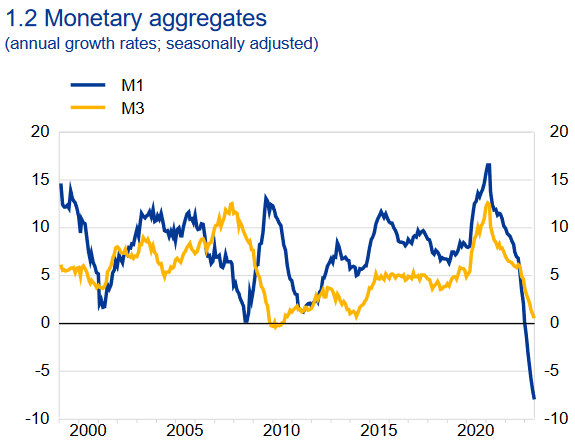 1.2 Monetary aggregates
(annual growth rates; seasonally adjusted)
M1
M3
20 20
15 15
10 10
5 5
0 0
-5 -5
-10 -10
2000 2005 2010 2015 2020